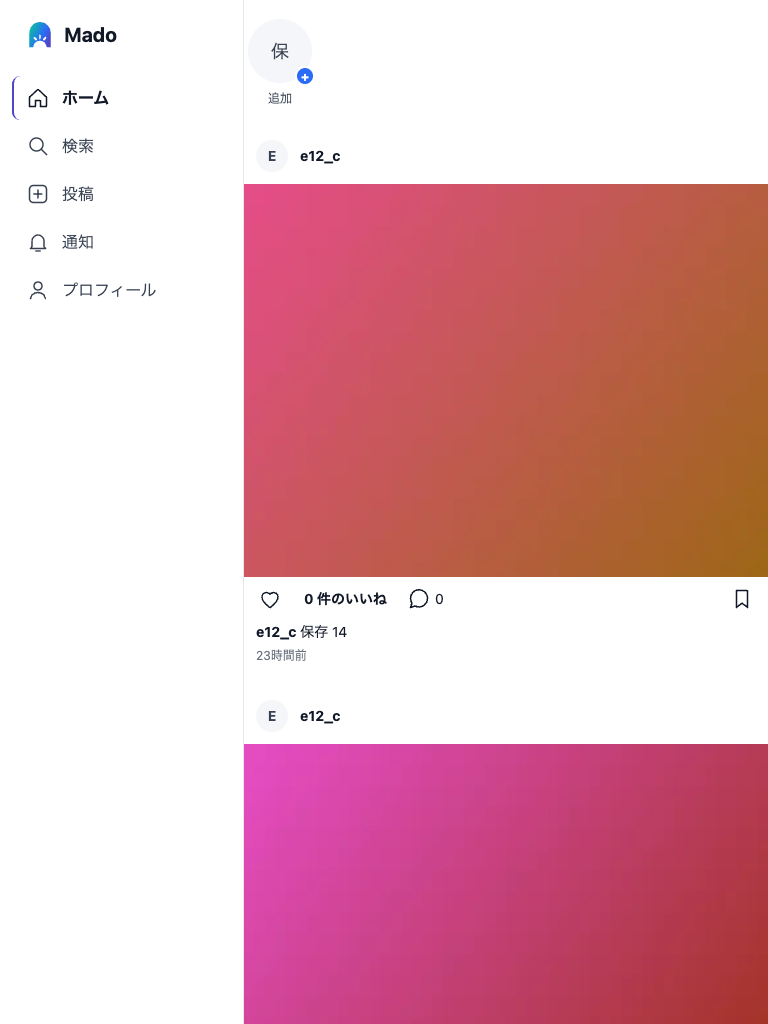 Mado
ホーム
検索
投稿
通知
プロフィール
保
追加
E e12_c
0 件のいいね 0
e12_c 保存 14
23時間前
E e12_c